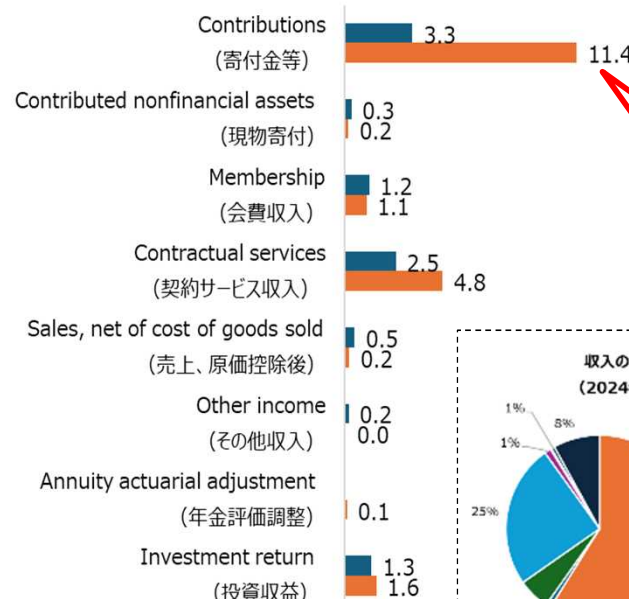 Contributions
(寄付金等)
3.3
11.4
Contributed nonfinancial assets
(現物寄付)
0.3
0.2
Membership
(会費収入)
1.2
1.1
Contractual services
(契約サービス収入)
2.5
4.8
Sales, net of cost of goods sold
(売上、原価控除後)
0.5
0.2
Other income
(その他収入)
0.2
0.0
Annuity actuarial adjustment
(年金評価調整)
0.1
Investment return
(投資収益)
1.3
1.6
収入の
(2024
1%
8%
1%
25%